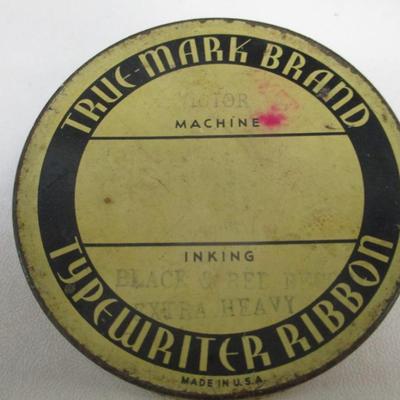 TRUE-MARK BRAND
VICTOR
MACHINE
INKING
BLACK & RED
EXTRA HEAVY
TYPEWRITER RIBBON
MADE IN U.S.A.